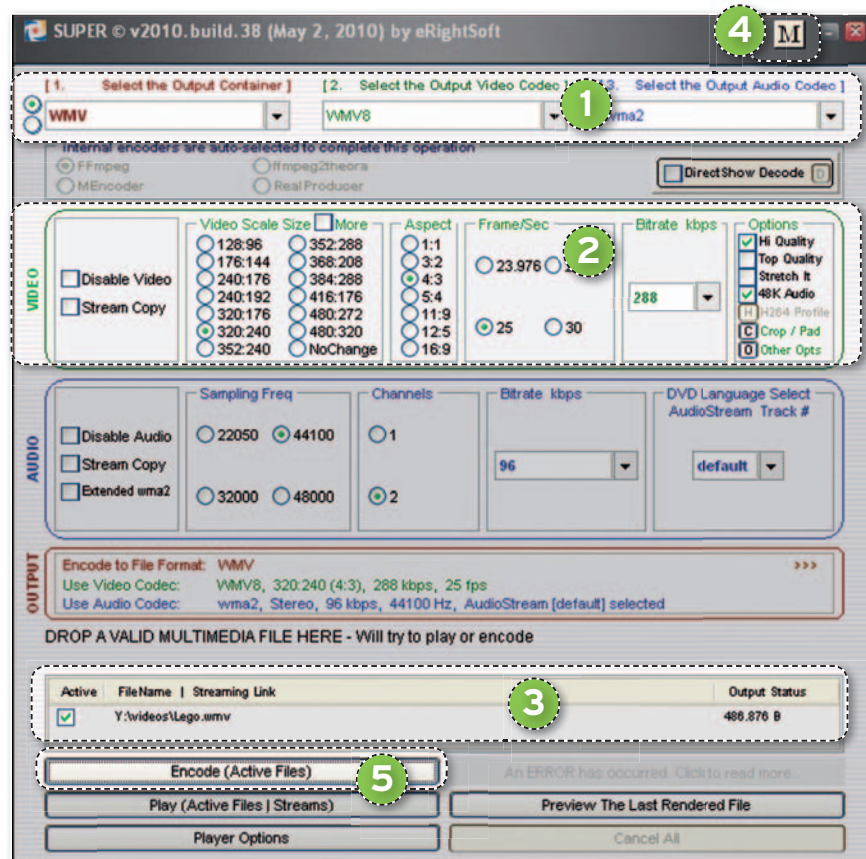 SUPER © v2010.build.38 (May 2, 2010) by eRightSoft
4
M
[1. Select the Output Container ] [2. Select the Output Video Codec ] 3. Select the Output Audio Codec ]
1
WMV WMV8 wma2
Internal encoders are auto-selected to complete this operation
FFmpeg ffmpeg2theora
MEncoder RealProducer
DirectShow Decode D
VIDEO
Disable Video
Stream Copy
Video Scale Size More
128:96 352:288
176:144 368:208
240:176 384:288
240:192 416:176
320:176 480:272
320:240 480:320
352:240 NoChange
Aspect
1:1
3:2
4:3
5:4
11:9
12:5
16:9
Frame/Sec
2
23.976
25 30
Bitrate kbps
288
Options
Hi Quality
Top Quality
Stretch It
48K Audio
H H264 Profile
C Crop / Pad
O Other Opts
AUDIO
Disable Audio
Stream Copy
Extended wma2
Sampling Freq
22050 44100
32000 48000
Channels
1
2
Bitrate kbps
96
DVD Language Select
AudioStream Track #
default
OUTPUT
Encode to File Format: WMV >>>
Use Video Codec: WMV8, 320:240 (4:3), 288 kbps, 25 fps
Use Audio Codec: wma2, Stereo, 96 kbps, 44100 Hz, AudioStream [default] selected
DROP A VALID MULTIMEDIA FILE HERE - Will try to play or encode
Active FileName | Streaming Link Output Status
3
Y:\videos\Lego.wmv 486.876 B
Encode (Active Files) An ERROR has occurred. Click to read more...
5
Play (Active Files | Streams) Preview The Last Rendered File
Player Options Cancel All